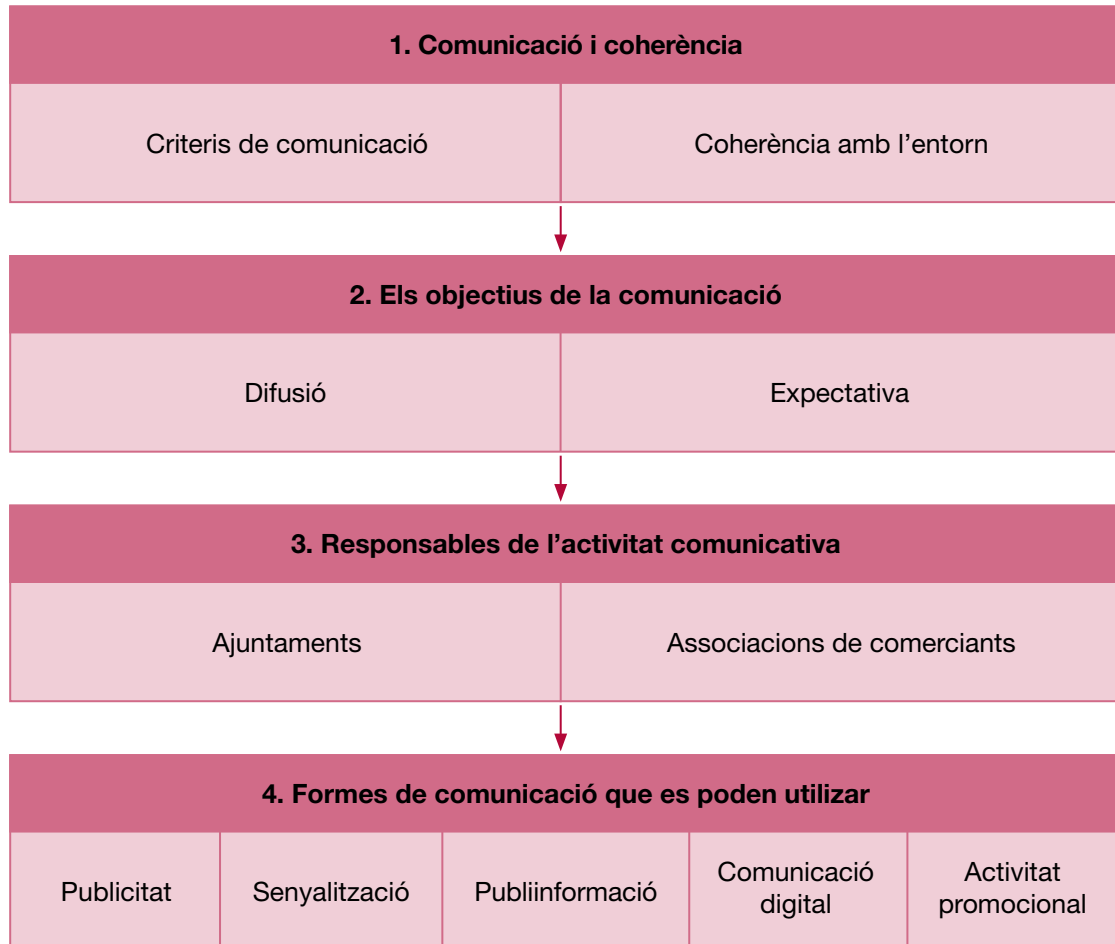 1. Comunicació i coherència
Criteris de comunicació
Coherència amb l’entorn
2. Els objectius de la comunicació
Difusió
Expectativa
3. Responsables de l’activitat comunicativa
Ajuntaments
Associacions de comerciants
4. Formes de comunicació que es poden utilizar
Publicitat
Senyalització
Publiinformació
Comunicació
digital
Activitat
promocional